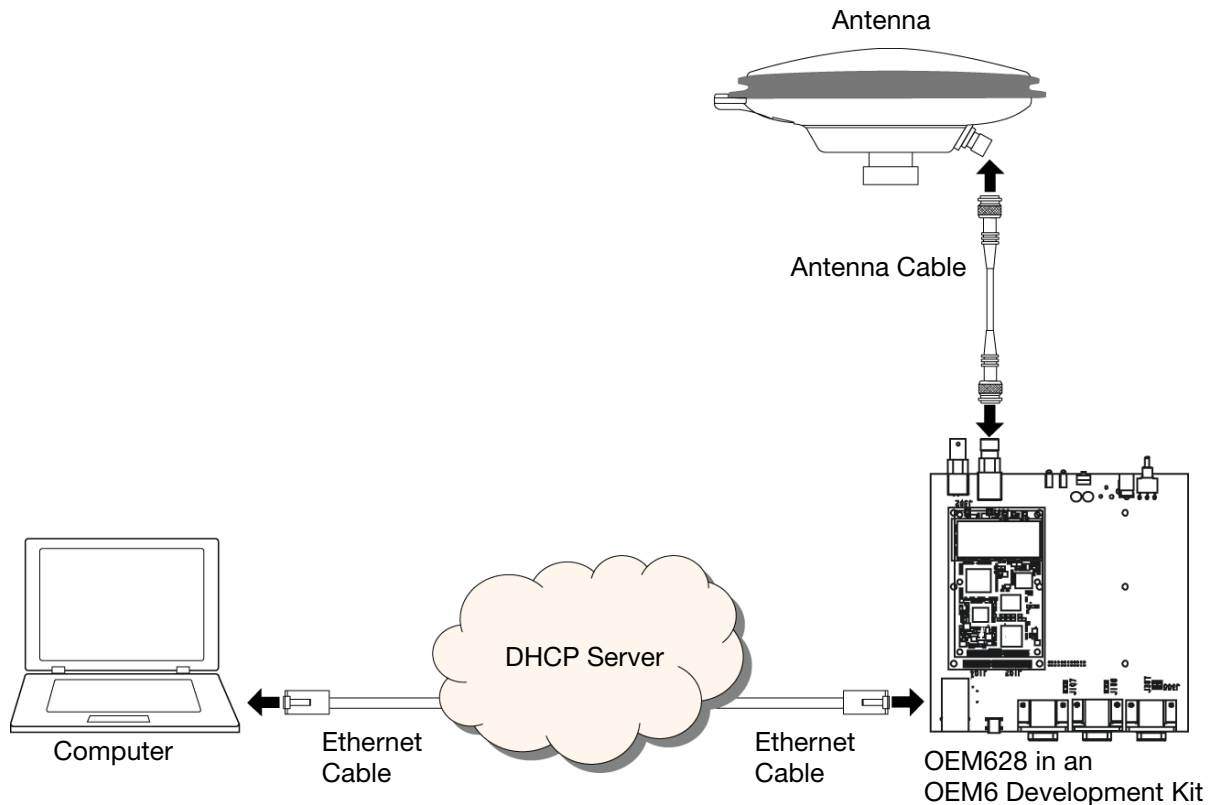 Antenna
Antenna Cable
DHCP Server
Computer
Ethernet
Cable
Ethernet
Cable
OEM628 in an
OEM6 Development Kit